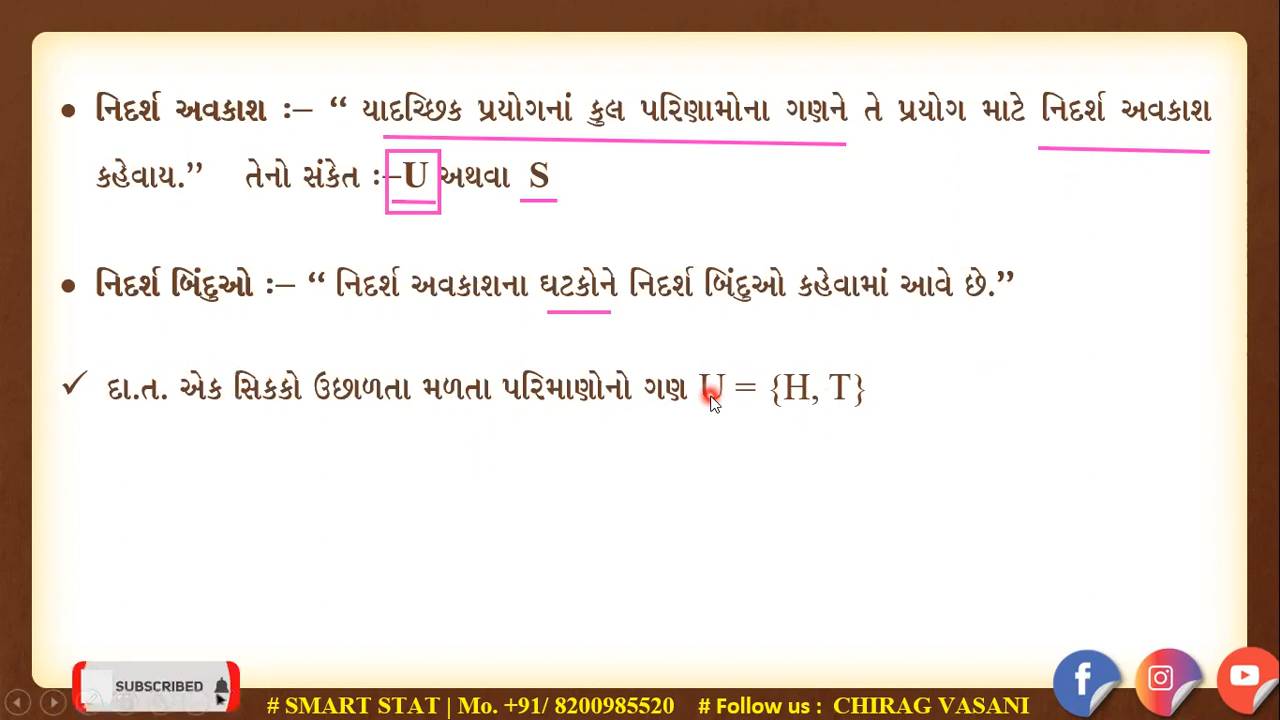 • નિદર્શ અવકાશ :– “ યાદચ્છિક પ્રયોગનાં કુલ પરિણામોના ગણને તે પ્રયોગ માટે નિદર્શ અવકાશ
કહેવાય.” તેનો સંકેત :–U અથવા S
• નિદર્શ બિંદુઓ :– “ નિદર્શ અવકાશના ઘટકોને નિદર્શ બિંદુઓ કહેવામાં આવે છે.”
✓ દા.ત. એક સિકકો ઉછાળતા મળતા પરિમાણોનો ગણ U = {H, T}
SUBSCRIBED
# SMART STAT | Mo. +91/ 8200985520 # Follow us : CHIRAG VASANI